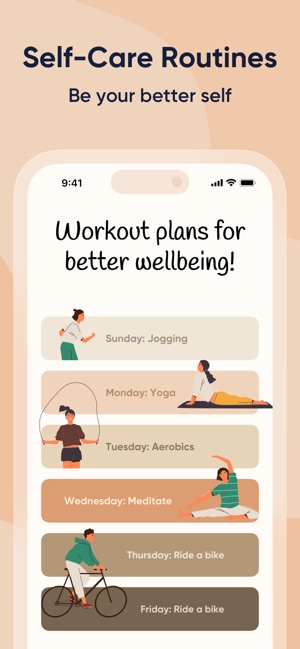 Self-Care Routines
Be your better self
9:41
Workout plans for
better wellbeing!
Sunday: Jogging
Monday: Yoga
Tuesday: Aerobics
Wednesday: Meditate
Thursday: Ride a bike
Friday: Ride a bike